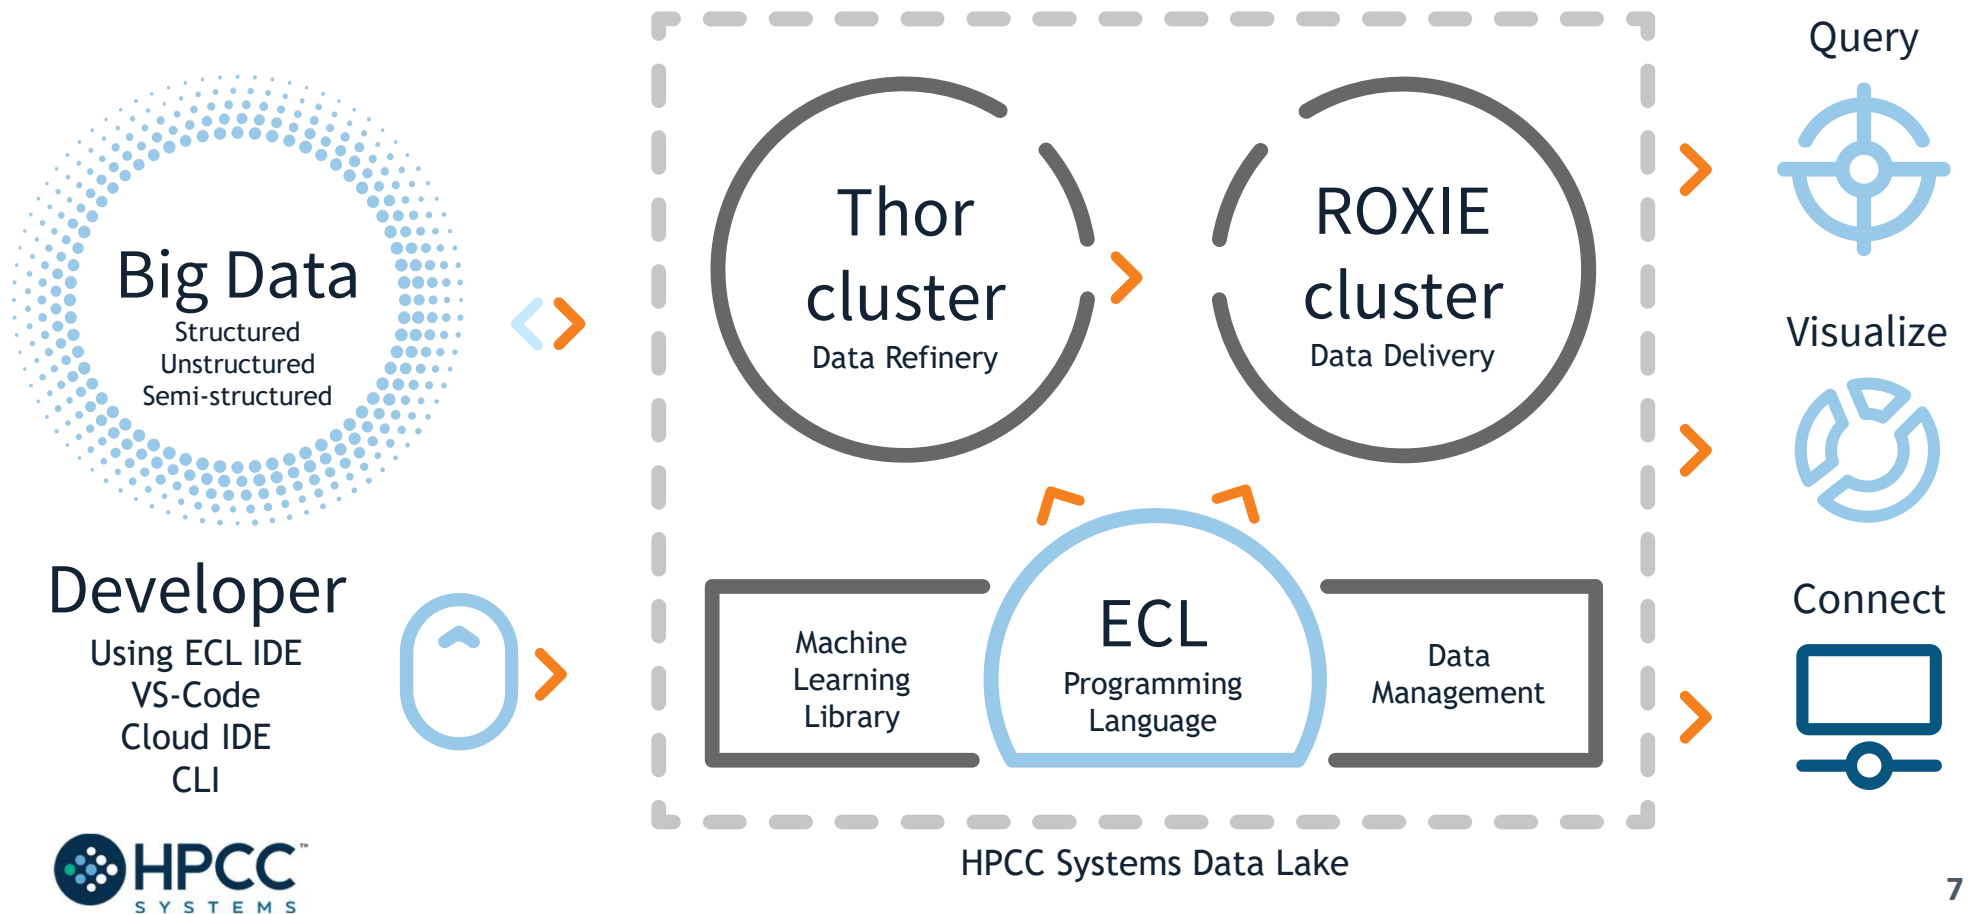 Big Data
Structured
Unstructured
Semi-structured
Developer
Using ECL IDE
VS-Code
Cloud IDE
CLI
HPCC™
SYSTEMS
Thor
cluster
Data Refinery
ROXIE
cluster
Data Delivery
Machine
Learning
Library
ECL
Programming
Language
Data
Management
HPCC Systems Data Lake
Query
Visualize
Connect
7